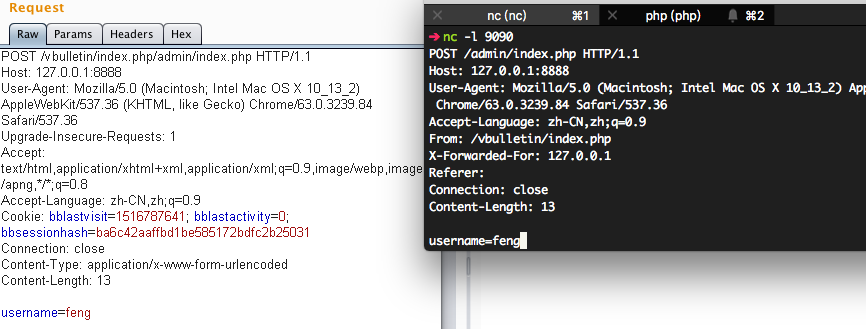 Request
Raw Params Headers Hex
POST /vbulletin/index.php/admin/index.php HTTP/1.1
Host: 127.0.0.1:8888
User-Agent: Mozilla/5.0 (Macintosh; Intel Mac OS X 10_13_2)
AppleWebKit/537.36 (KHTML, like Gecko) Chrome/63.0.3239.84
Safari/537.36
Upgrade-Insecure-Requests: 1
Accept:
text/html,application/xhtml+xml,application/xml;q=0.9,image/webp,image
/apng,*/*;q=0.8
Accept-Language: zh-CN,zh;q=0.9
Cookie: bblastvisit=1516787641; bblastactivity=0;
bbsessionhash=ba6c42aaffbd1be585172bdfc2b25031
Connection: close
Content-Type: application/x-www-form-urlencoded
Content-Length: 13
username=feng
nc (nc) ⌘1 php (php) ⌘2
➜ nc -l 9090
POST /admin/index.php HTTP/1.1
Host: 127.0.0.1:8888
User-Agent: Mozilla/5.0 (Macintosh; Intel Mac OS X 10_13_2) Ap
Chrome/63.0.3239.84 Safari/537.36
Accept-Language: zh-CN,zh;q=0.9
From: /vbulletin/index.php
X-Forwarded-For: 127.0.0.1
Referer:
Connection: close
Content-Length: 13
username=feng